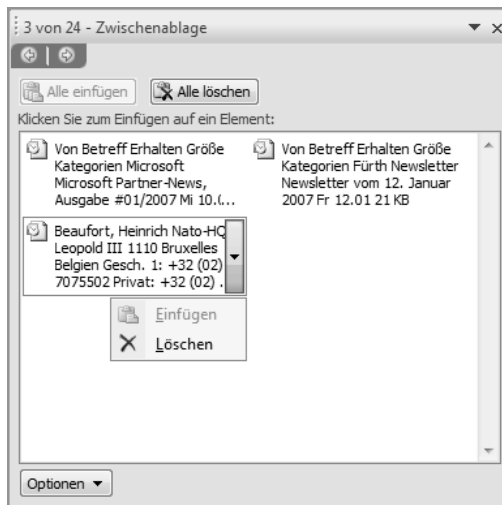 3 von 24 - Zwischenablage
Alle einfügen
Alle löschen
Klicken Sie zum Einfügen auf ein Element:
Von Betreff Erhalten Größe
Kategorien Microsoft
Microsoft Partner-News,
Ausgabe #01/2007 Mi 10.(...
Von Betreff Erhalten Größe
Kategorien Fürth Newsletter
Newsletter vom 12. Januar
2007 Fr 12.01 21 KB
Beaufort, Heinrich Nato-HQ
Leopold III 1110 Bruxelles
Belgien Gesch. 1: +32 (02)
7075502 Privat: +32 (02) .
Einfügen
Löschen
Optionen